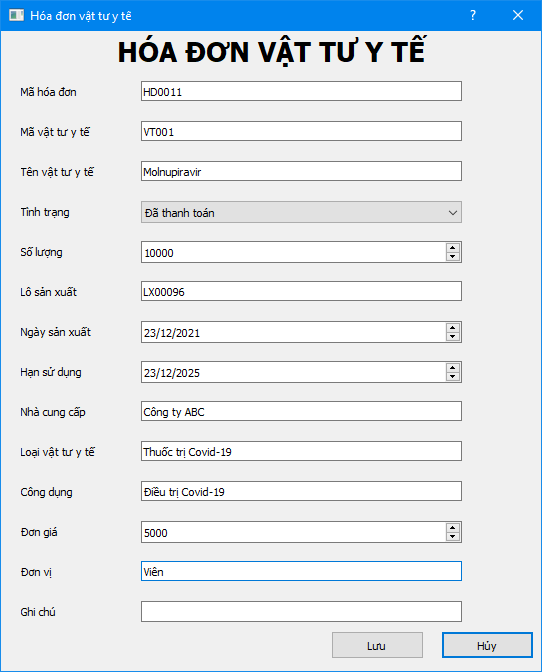 Hóa đơn vật tư y tế
?
HÓA ĐƠN VẬT TƯ Y TẾ
Mã hóa đơn HD0011
Mã vật tư y tế VT001
Tên vật tư y tế Molnupiravir
Tình trạng Đã thanh toán
Số lượng 10000
Lô sản xuất LX00096
Ngày sản xuất 23/12/2021
Hạn sử dụng 23/12/2025
Nhà cung cấp Công ty ABC
Loại vật tư y tế Thuốc trị Covid-19
Công dụng Điều trị Covid-19
Đơn giá 5000
Đơn vị Viên
Ghi chú
Lưu Hủy